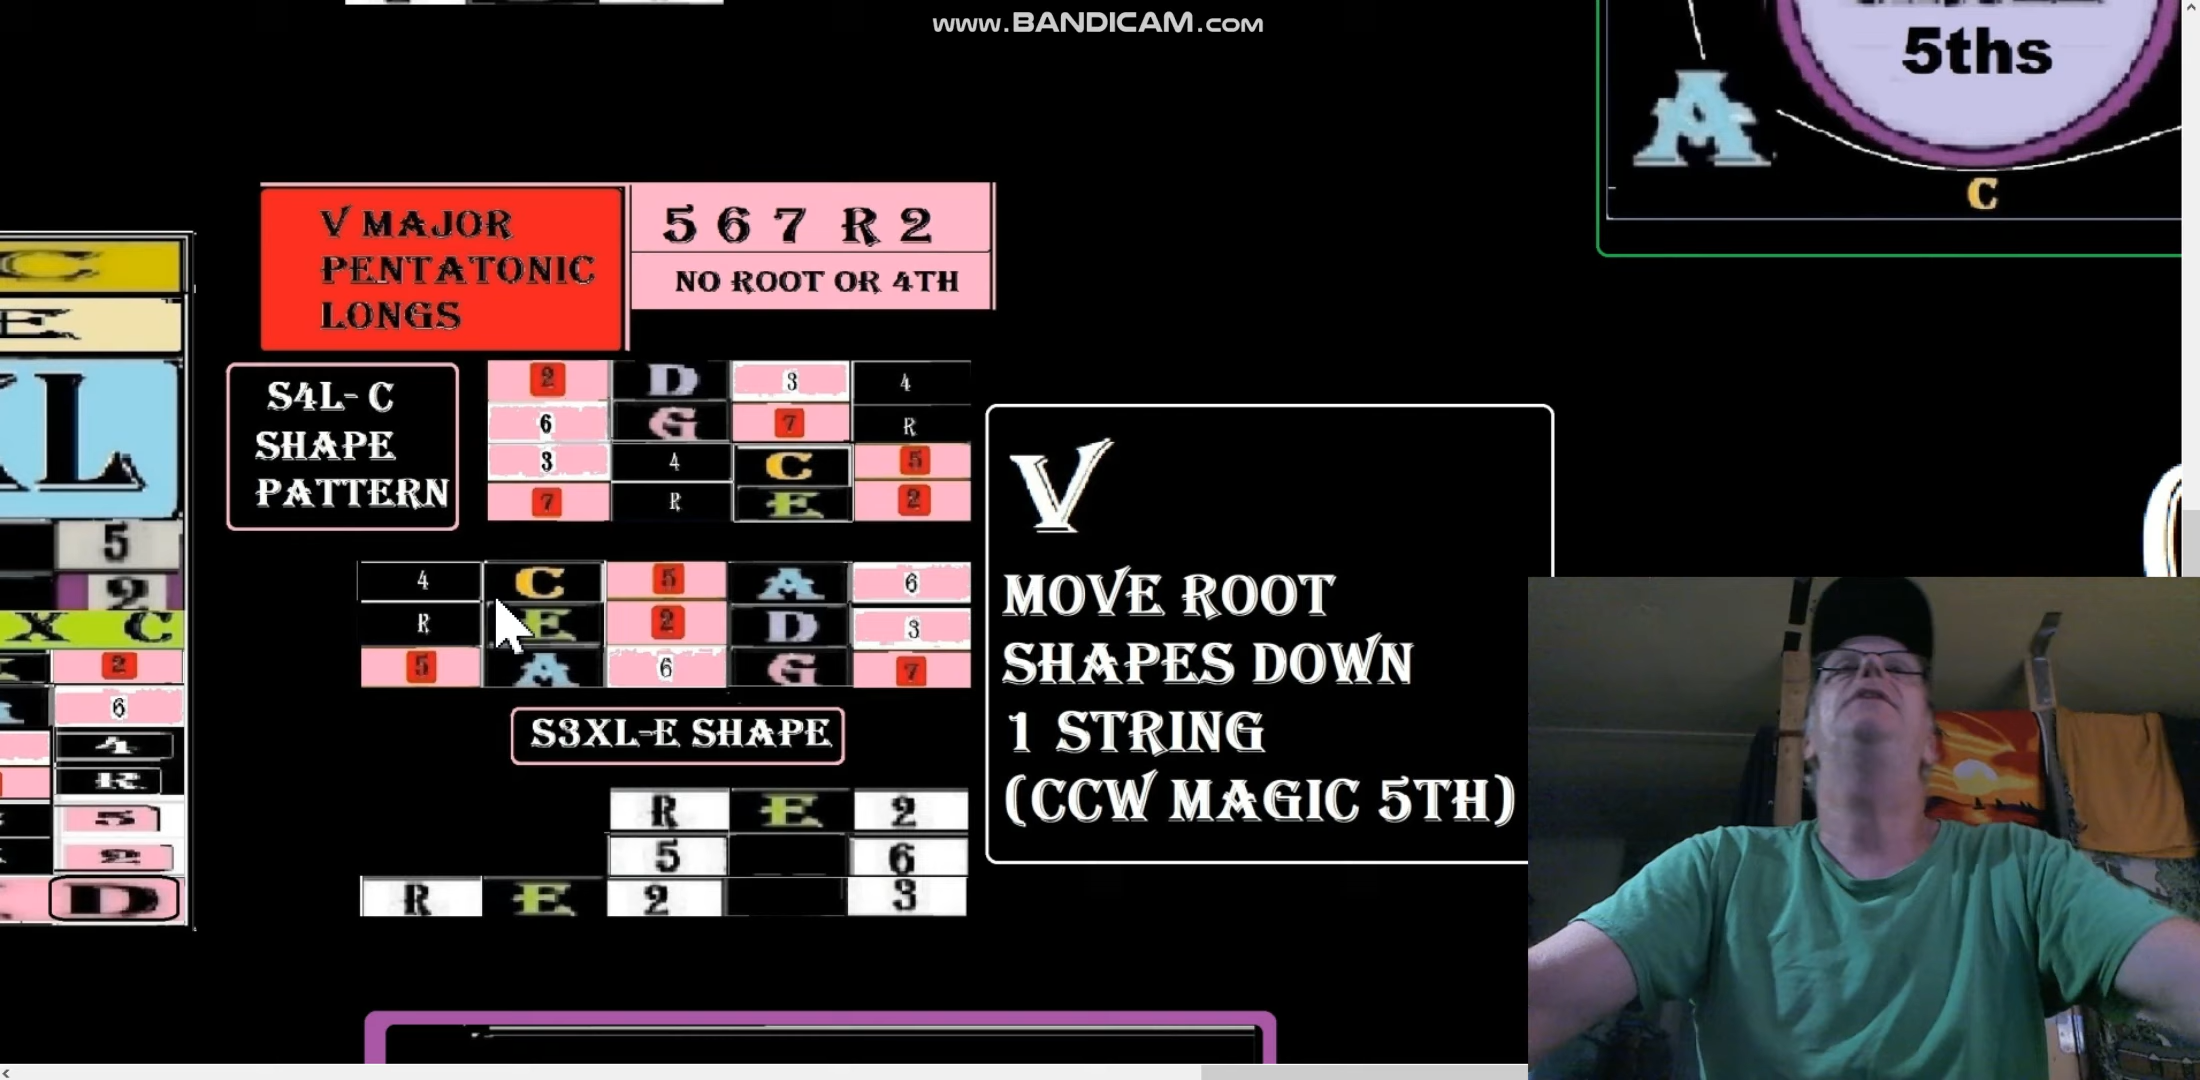 www.BANDICAM.com
5ths
A
C
V MAJOR
PENTATONIC
LONGS
5 6 7 R 2
NO ROOT OR 4TH
C
E
XL
5
2
X C
2
6
4
R
5
2
D
S4L- C
SHAPE
PATTERN
2 D 3 4
6 G 7 R
3 4 C 5
7 R E 2
4 C 5 A 6
R E 2 D 3
5 A 6 G 7
S3XL-E SHAPE
R E 2
5 6
R E 2 3
V
MOVE ROOT
SHAPES DOWN
1 STRING
(CCW MAGIC 5TH)